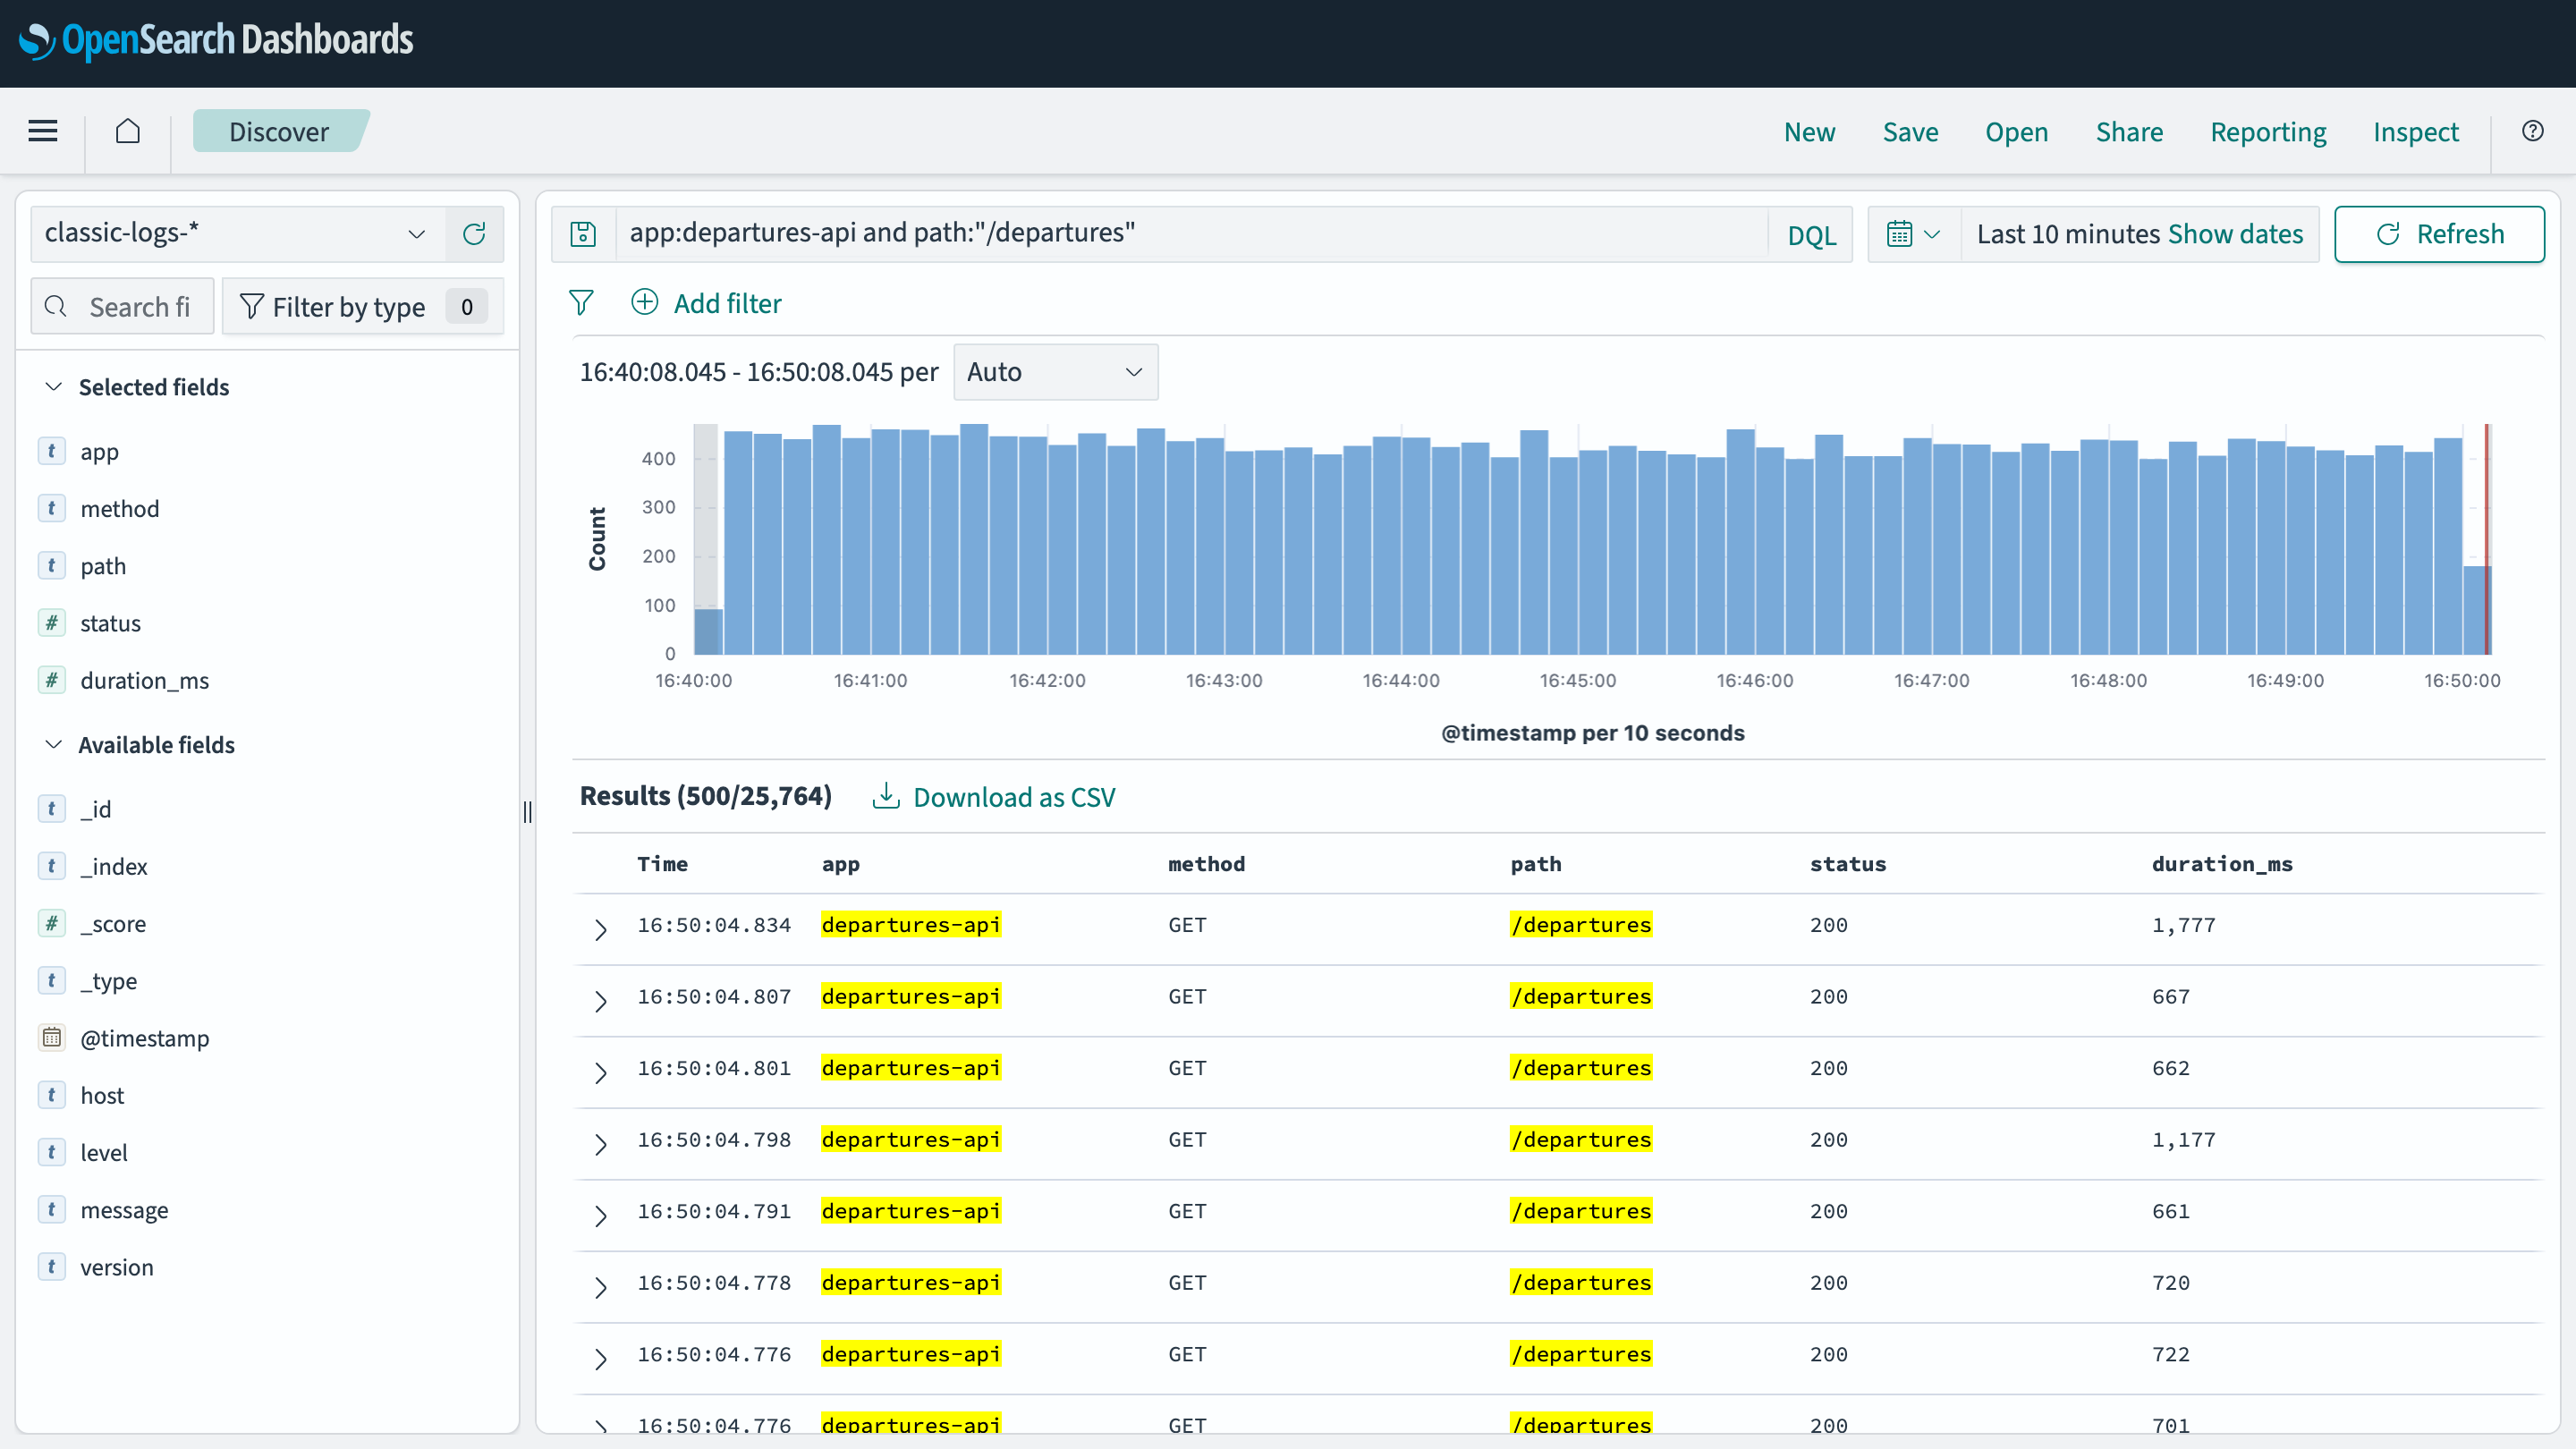 OpenSearch Dashboards
Discover
New Save Open Share Reporting Inspect
classic-logs-*
app:departures-api and path:"/departures"
DQL
Last 10 minutes Show dates
Refresh
Search fi
Filter by type 0
Add filter
Selected fields
t app
t method
t path
# status
# duration_ms
Available fields
t _id
t _index
# _score
t _type
@timestamp
t host
t level
t message
t version
16:40:08.045 - 16:50:08.045 per Auto
Count
400
300
200
100
0
16:40:00 16:41:00 16:42:00 16:43:00 16:44:00 16:45:00 16:46:00 16:47:00 16:48:00 16:49:00 16:50:00
@timestamp per 10 seconds
Results (500/25,764) Download as CSV
Time app method path status duration_ms
16:50:04.834 departures-api GET /departures 200 1,777
16:50:04.807 departures-api GET /departures 200 667
16:50:04.801 departures-api GET /departures 200 662
16:50:04.798 departures-api GET /departures 200 1,177
16:50:04.791 departures-api GET /departures 200 661
16:50:04.778 departures-api GET /departures 200 720
16:50:04.776 departures-api GET /departures 200 722
16:50:04.776 departures-api GET /departures 200 701